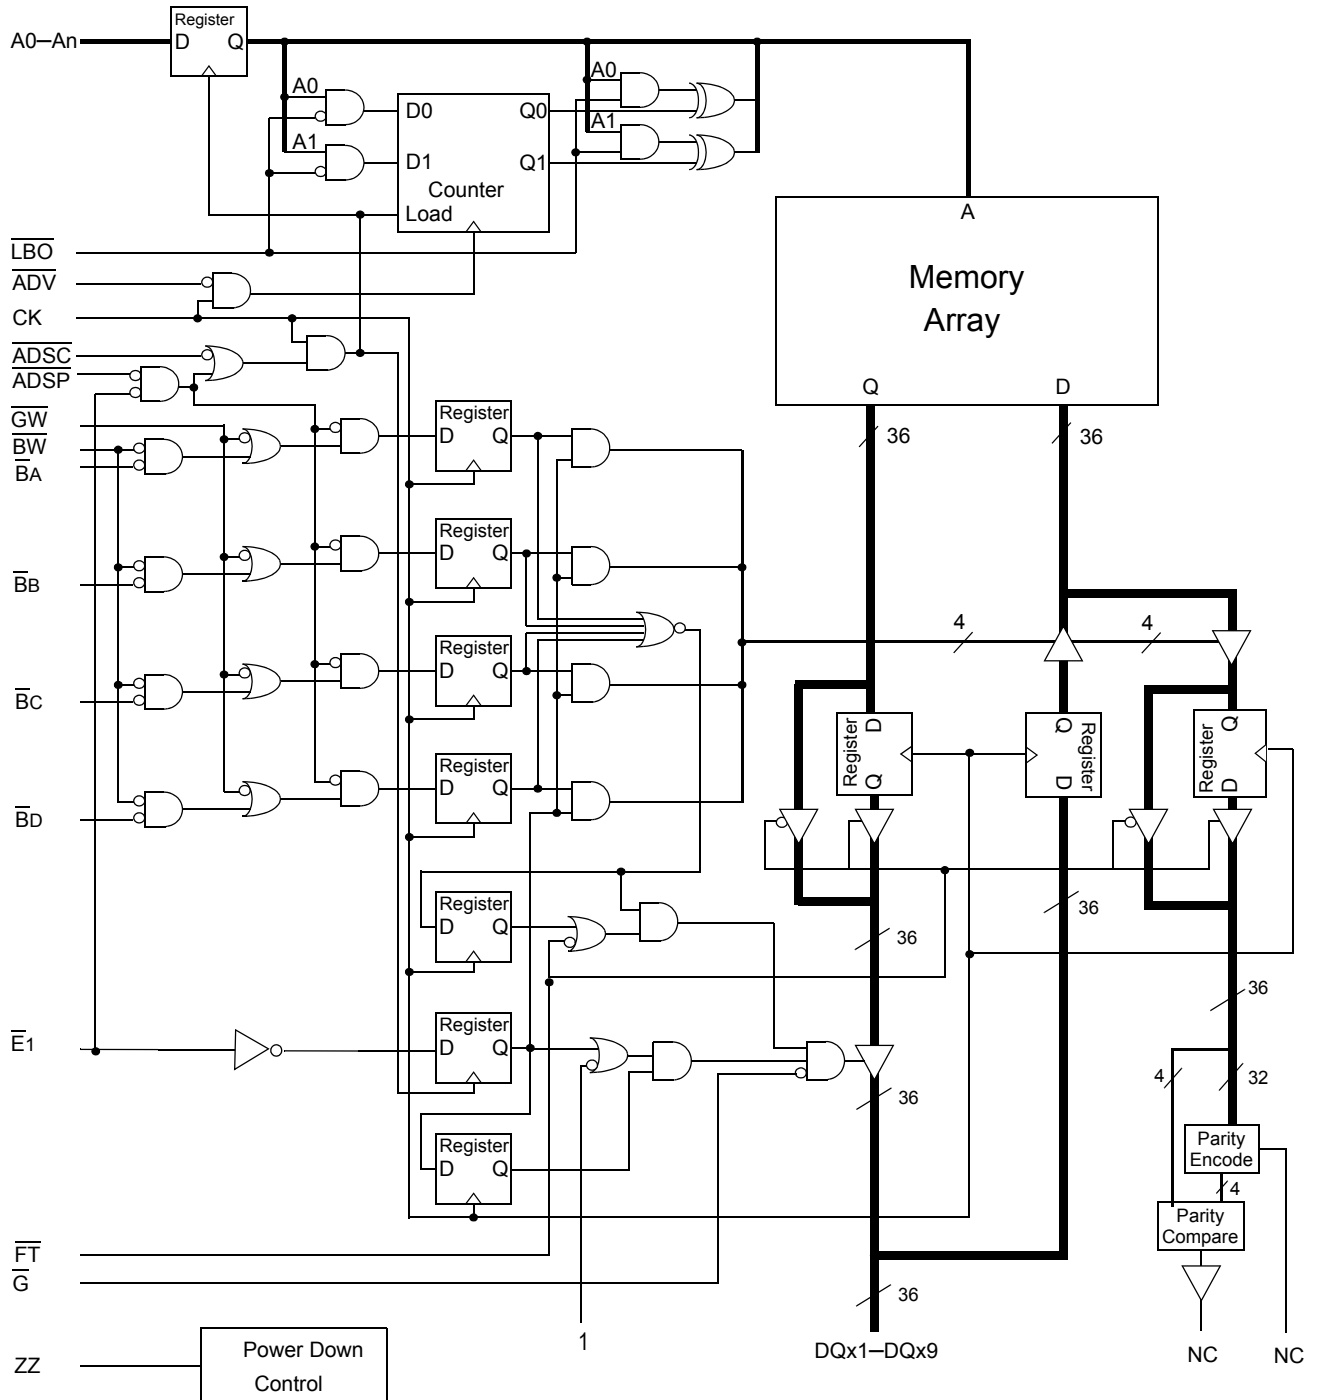 Register
A0–An
D Q
A0
A0
D0 Q0
A1
A1
D1 Q1
Counter
Load
A
LBO
ADV
Memory
Array
CK
ADSC
ADSP
Q D
GW
Register
BW
D Q
36
36
BA
Register
D Q
BB
4
4
Register
D Q
BC
Register
D
Q
Q
Register
D
Register
Q
D
Register
D Q
BD
Register
D Q
36
36
36
Register
E1
D Q
4
32
36
Register
D Q
Parity
Encode
4
Parity
Compare
FT
G
36
1
DQx1–DQx9
NC
NC
ZZ
Power Down
Control